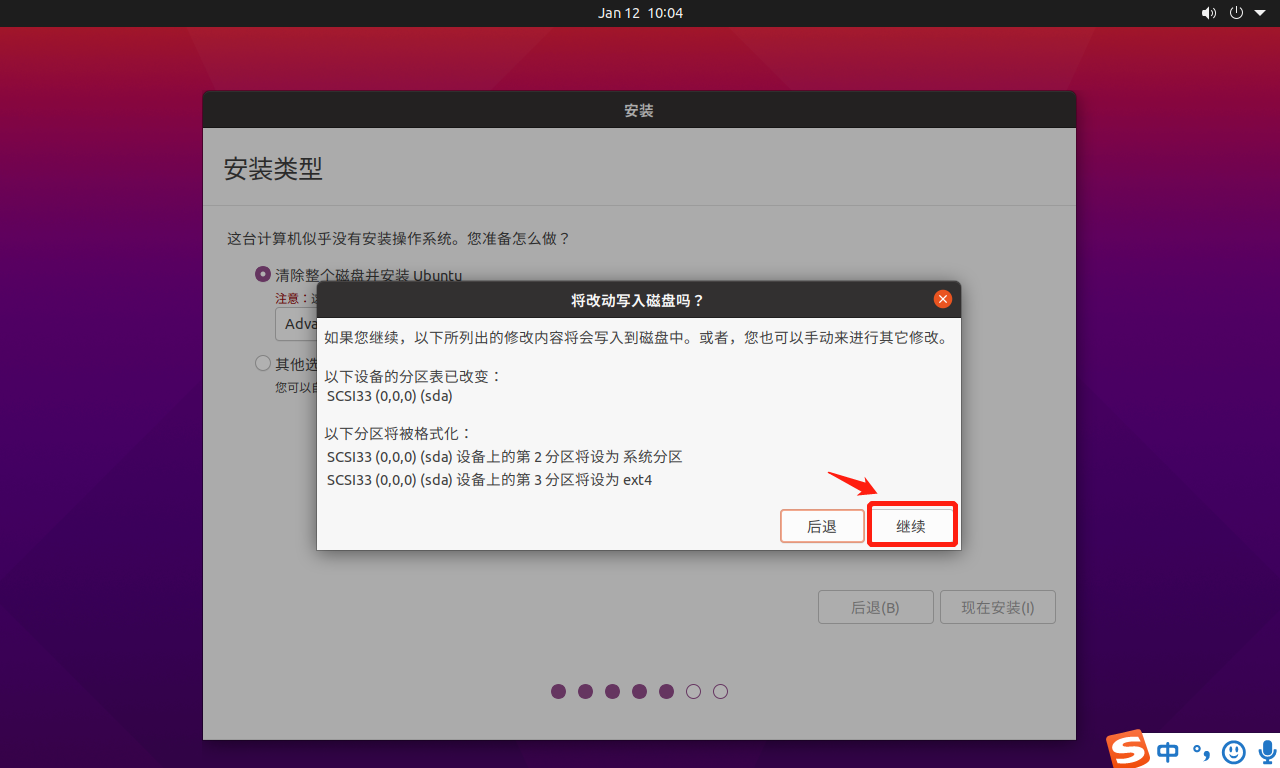 Jan 12 10:04
安装
安装类型
这台计算机似乎没有安装操作系统。您准备怎么做？
清除整个磁盘并安装 Ubuntu
注意：
Adva
其他选
您可以
将改动写入磁盘吗？
如果您继续，以下所列出的修改内容将会写入到磁盘中。或者，您也可以手动来进行其它修改。
以下设备的分区表已改变：
SCSI33 (0,0,0) (sda)
以下分区将被格式化：
SCSI33 (0,0,0) (sda) 设备上的第 2 分区将设为 系统分区
SCSI33 (0,0,0) (sda) 设备上的第 3 分区将设为 ext4
后退 继续
后退(B) 现在安装(I)
S 中 °,